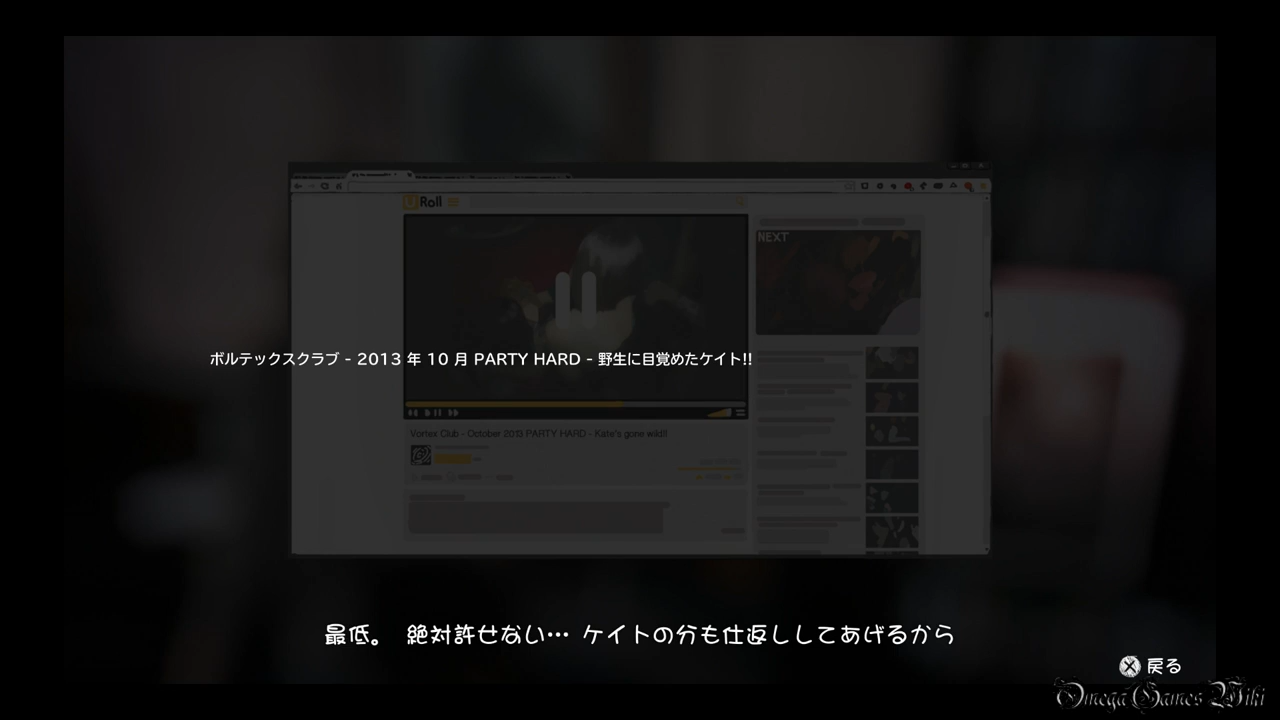 URoll
NEXT
ボルテックスクラブ - 2013 年 10 月 PARTY HARD - 野生に目覚めたケイト!!
Vortex Club - October 2013 PARTY HARD - Kate's gone wild!!
最低。 絶対許せない… ケイトの分も仕返ししてあげるから
戻る
Omega Games Wiki